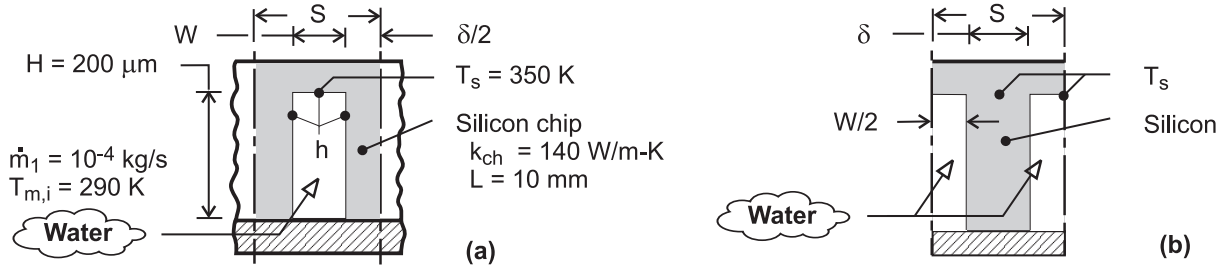 W
S
δ/2
H = 200 μm
T_s = 350 K
Silicon chip
h
k_ch = 140 W/m-K
ṁ_1 = 10^-4 kg/s
L = 10 mm
T_m,i = 290 K
Water
(a)
δ
S
T_s
W/2
Silicon
Water
(b)